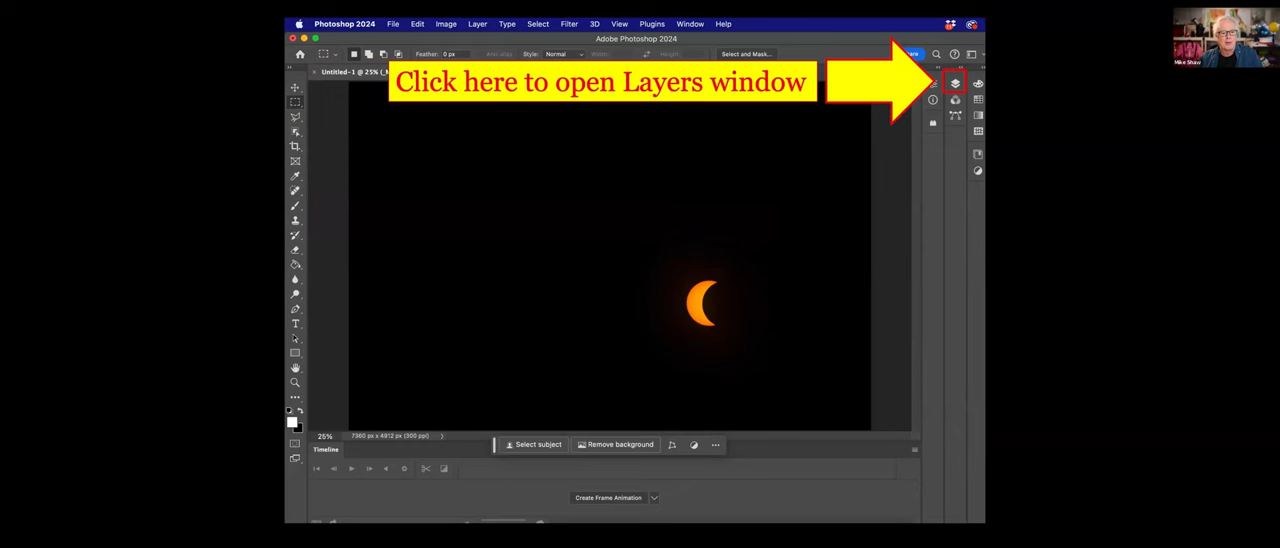 Photoshop 2024 File Edit Image Layer Type Select Filter 3D View Plugins Window Help
Adobe Photoshop 2024
Feather: 0 px Anti-alias Style: Normal Width: Select and Mask...
Untitled-1 @ 25%
Click here to open Layers window
Mike Shaw
25% 7360 px x 4912 px (300 ppi)
Select subject Remove background
Timeline
Create Frame Animation